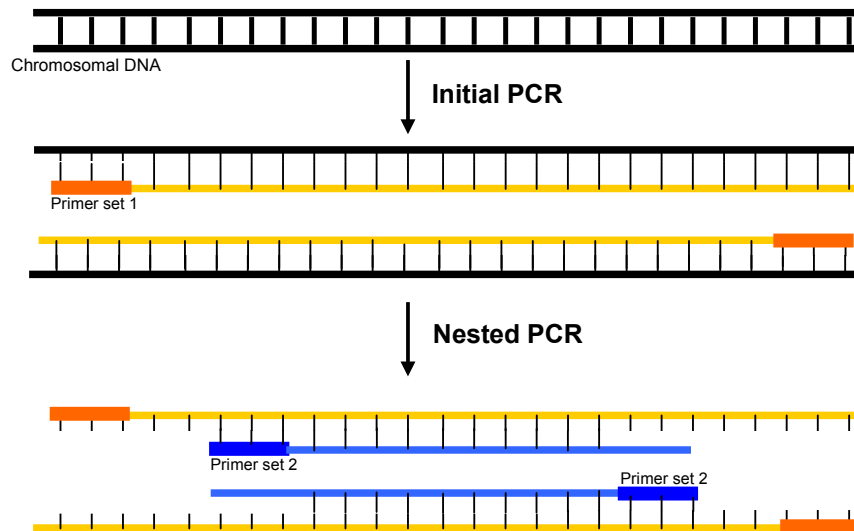 Chromosomal DNA
Initial PCR
Primer set 1
Nested PCR
Primer set 2
Primer set 2